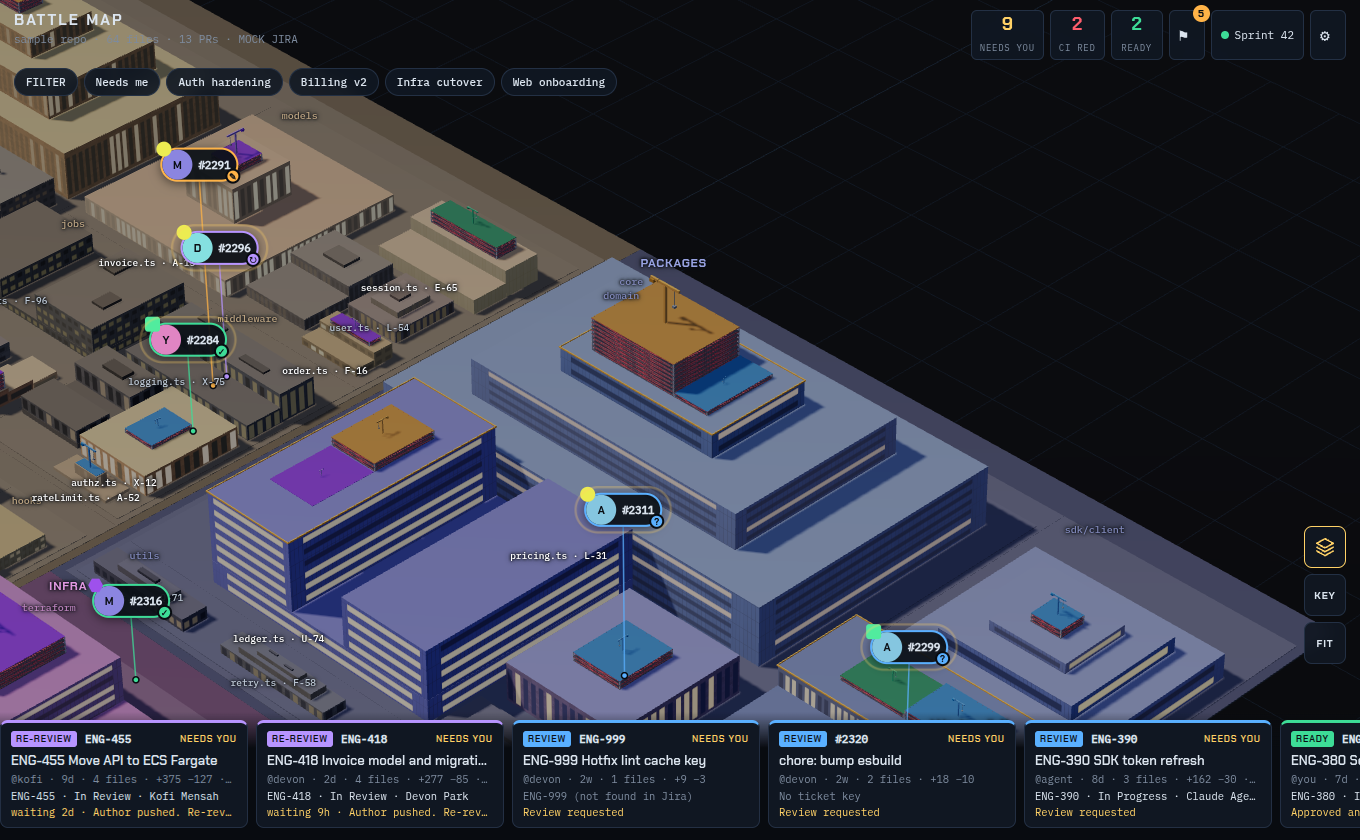 BATTLE MAP
sample repo · 13 PRs · MOCK JIRA
9
NEEDS YOU
2
CI RED
2
READY
5
Sprint 42
FILTER
Needs me
Auth hardening
Billing v2
Infra cutover
Web onboarding
models
M #2291
jobs
D #2296
invoice.ts
session.ts · E-65
PACKAGES
core
domain
ts · F-96
middleware
user.ts · L-54
Y #2284
order.ts · F-16
logging.ts · X-75
authz.ts · X-12
rateLimit.ts · A-52
A #2311
sdk/client
utils
pricing.ts · L-31
INFRA
M #2316
71
terraform
ledger.ts · U-74
A #2299
retry.ts · F-58
KEY
FIT
RE-REVIEW ENG-455 NEEDS YOU
ENG-455 Move API to ECS Fargate
@kofi · 9d · 4 files · +375 -127 ·…
ENG-455 · In Review · Kofi Mensah
waiting 2d · Author pushed. Re-rev…
RE-REVIEW ENG-418 NEEDS YOU
ENG-418 Invoice model and migrati…
@devon · 2d · 4 files · +277 -85 ·…
ENG-418 · In Review · Devon Park
waiting 9h · Author pushed. Re-rev…
REVIEW ENG-999 NEEDS YOU
ENG-999 Hotfix lint cache key
@devon · 2w · 1 files · +9 -3
ENG-999 (not found in Jira)
Review requested
REVIEW #2320 NEEDS YOU
chore: bump esbuild
@devon · 2w · 2 files · +18 -10
No ticket key
Review requested
REVIEW ENG-390 NEEDS YOU
ENG-390 SDK token refresh
@agent · 8d · 3 files · +162 -30 ·…
ENG-390 · In Progress · Claude Age…
Review requested
READY
ENG-380
@you · 7d
ENG-380
Approved